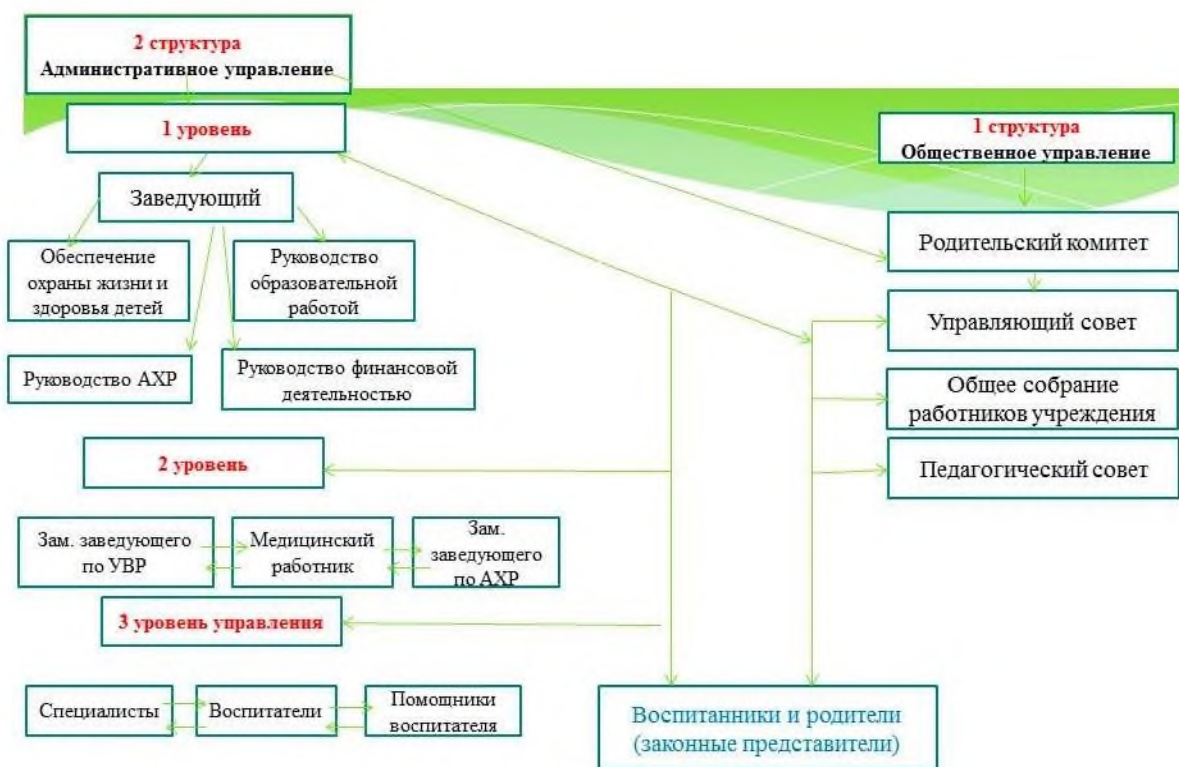 2 структура
Административное управление
1 уровень
1 структура
Общественное управление
Заведующий
Обеспечение
охраны жизни и
здоровья детей
Руководство
образовательной
работой
Родительский комитет
Управляющий совет
Руководство АХР
Руководство финансовой
деятельностью
Общее собрание
работников учреждения
2 уровень
Педагогический совет
Зам. заведующего
по УВР
Медицинский
работник
Зам.
заведующего
по АХР
3 уровень управления
Специалисты
Воспитатели
Помощники
воспитателя
Воспитанники и родители
(законные представители)